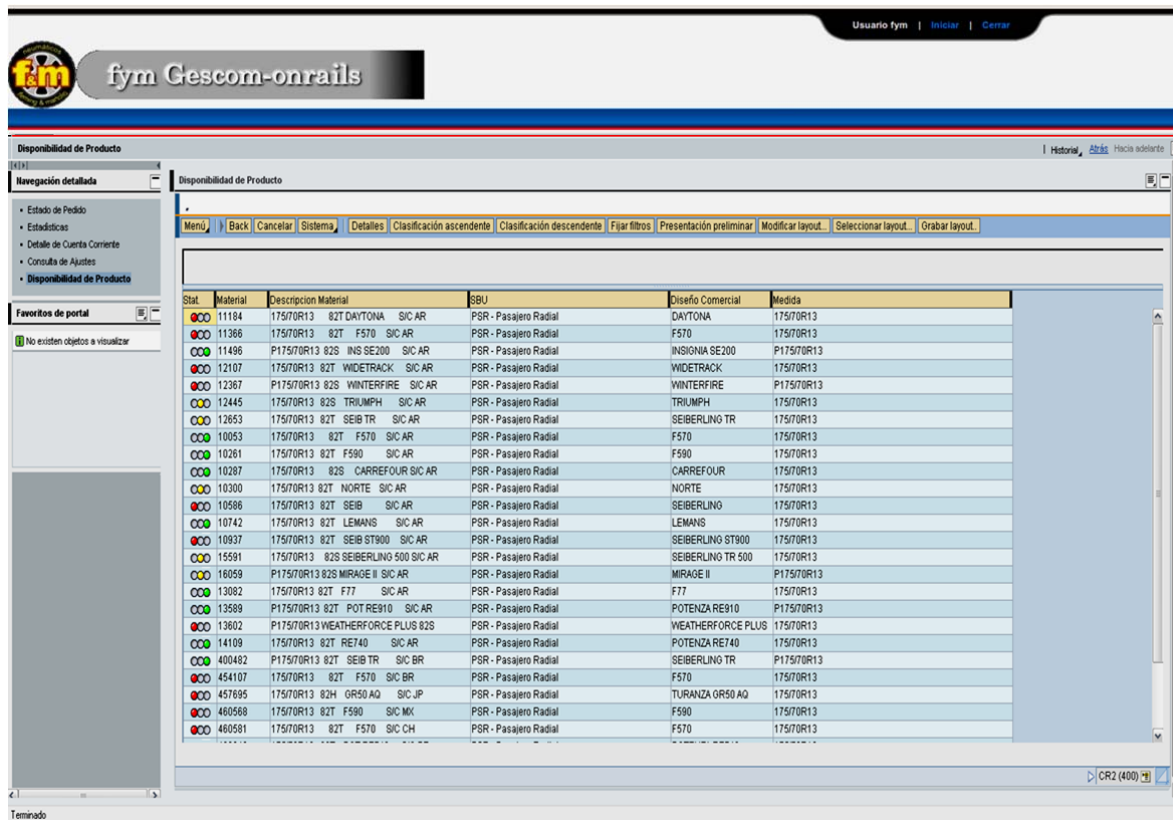 Usuario fym | Iniciar | Cerrar
neumáticos
f&m
fym Gescom-onrails
Disponibilidad de Producto
| Historial Atrás Hacia adelante
Navegación detallada
Disponibilidad de Producto
• Estado de Pedido
• Estadísticas
• Detalle de Cuenta Corriente
• Consulta de Ajustes
• Disponibilidad de Producto
Favoritos de portal
No existen objetos a visualizar
Menú Back Cancelar Sistema Detalles Clasificación ascendente Clasificación descendente Fijar filtros Presentación preliminar Modificar layout... Seleccionar layout... Grabar layout..
Stat. Material Descripcion Material SBU Diseño Comercial Medida
11184 175/70R13 82T DAYTONA S/C AR PSR - Pasajero Radial DAYTONA 175/70R13
11366 175/70R13 82T F570 S/C AR PSR - Pasajero Radial F570 175/70R13
11496 P175/70R13 82S INS SE200 S/C AR PSR - Pasajero Radial INSIGNIA SE200 P175/70R13
12107 175/70R13 82T WIDETRACK S/C AR PSR - Pasajero Radial WIDETRACK 175/70R13
12367 P175/70R13 82S WINTERFIRE S/C AR PSR - Pasajero Radial WINTERFIRE P175/70R13
12445 175/70R13 82S TRIUMPH S/C AR PSR - Pasajero Radial TRIUMPH 175/70R13
12653 175/70R13 82T SEIB TR S/C AR PSR - Pasajero Radial SEIBERLING TR 175/70R13
10053 175/70R13 82T F570 S/C AR PSR - Pasajero Radial F570 175/70R13
10261 175/70R13 82T F590 S/C AR PSR - Pasajero Radial F590 175/70R13
10287 175/70R13 82S CARREFOUR S/C AR PSR - Pasajero Radial CARREFOUR 175/70R13
10300 175/70R13 82T NORTE S/C AR PSR - Pasajero Radial NORTE 175/70R13
10586 175/70R13 82T SEIB S/C AR PSR - Pasajero Radial SEIBERLING 175/70R13
10742 175/70R13 82T LEMANS S/C AR PSR - Pasajero Radial LEMANS 175/70R13
10937 175/70R13 82T SEIB ST900 S/C AR PSR - Pasajero Radial SEIBERLING ST900 175/70R13
15591 175/70R13 82S SEIBERLING 500 S/C AR PSR - Pasajero Radial SEIBERLING TR 500 175/70R13
16059 P175/70R13 82S MIRAGE II S/C AR PSR - Pasajero Radial MIRAGE II P175/70R13
13082 175/70R13 82T F77 S/C AR PSR - Pasajero Radial F77 175/70R13
13589 P175/70R13 82T POT RE910 S/C AR PSR - Pasajero Radial POTENZA RE910 P175/70R13
13602 P175/70R13 WEATHERFORCE PLUS 82S PSR - Pasajero Radial WEATHERFORCE PLUS 175/70R13
14109 175/70R13 82T RE740 S/C AR PSR - Pasajero Radial POTENZA RE740 175/70R13
400482 P175/70R13 82T SEIB TR S/C BR PSR - Pasajero Radial SEIBERLING TR P175/70R13
454107 175/70R13 82T F570 S/C BR PSR - Pasajero Radial F570 175/70R13
457695 175/70R13 82H GR50 AQ S/C JP PSR - Pasajero Radial TURANZA GR50 AQ 175/70R13
460568 175/70R13 82T F590 S/C MX PSR - Pasajero Radial F590 175/70R13
460581 175/70R13 82T F570 S/C CH PSR - Pasajero Radial F570 175/70R13
CR2 (400)
Terminado